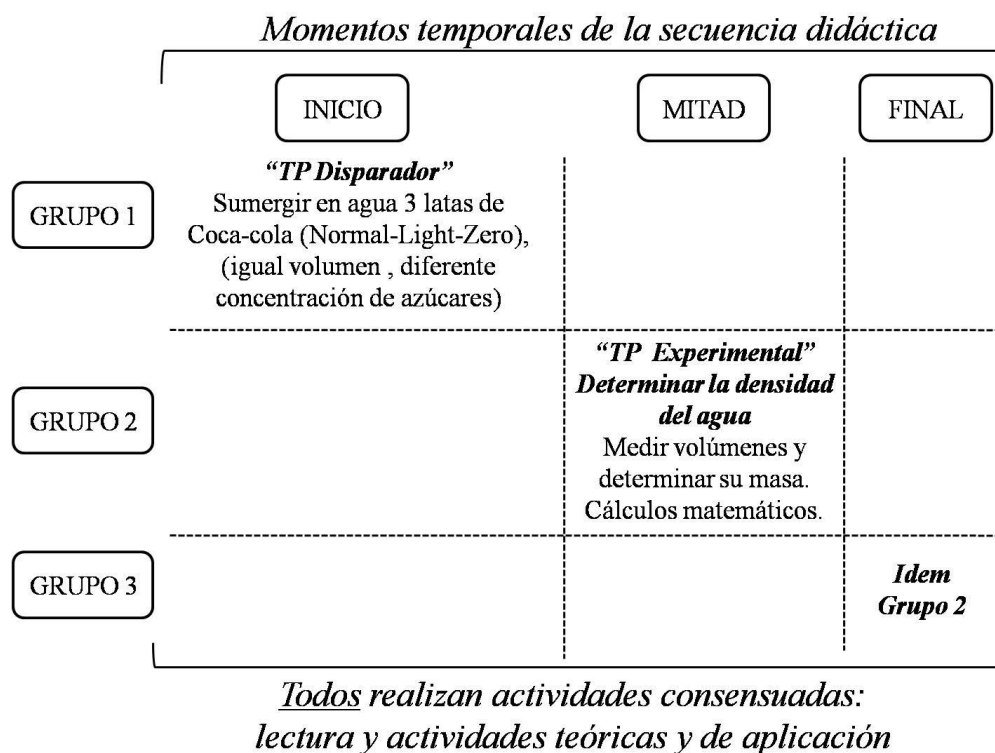 Momentos temporales de la secuencia didáctica
INICIO
MITAD
FINAL
GRUPO 1
“TP Disparador”
Sumergir en agua 3 latas de
Coca-cola (Normal-Light-Zero),
(igual volumen , diferente
concentración de azúcares)
GRUPO 2
“TP Experimental”
Determinar la densidad
del agua
Medir volúmenes y
determinar su masa.
Cálculos matemáticos.
GRUPO 3
Idem
Grupo 2
Todos realizan actividades consensuadas:
lectura y actividades teóricas y de aplicación